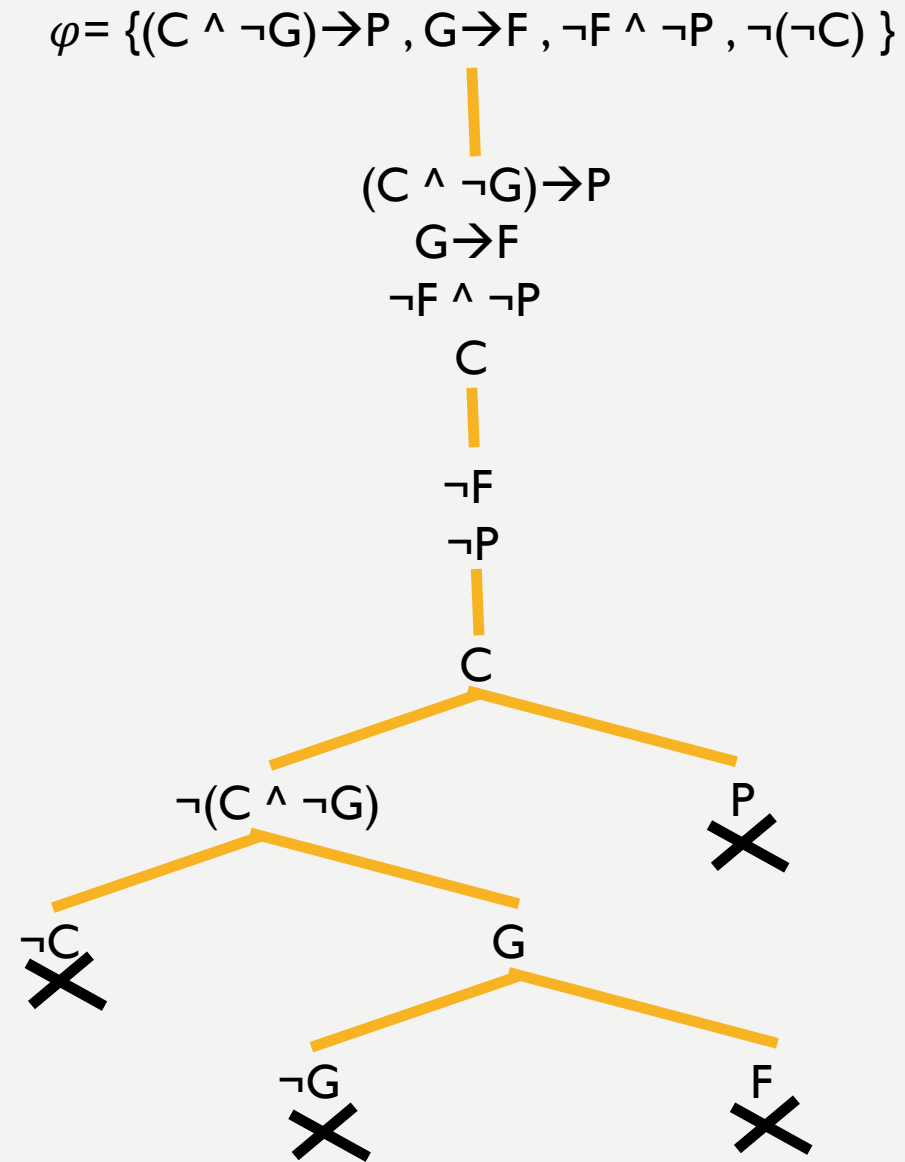 φ= {(C ^ ¬G)→P , G→F , ¬F ^ ¬P , ¬(¬C) }
(C ^ ¬G)→P
G→F
¬F ^ ¬P
C
¬F
¬P
C
¬(C ^ ¬G) P
¬C G
¬G F